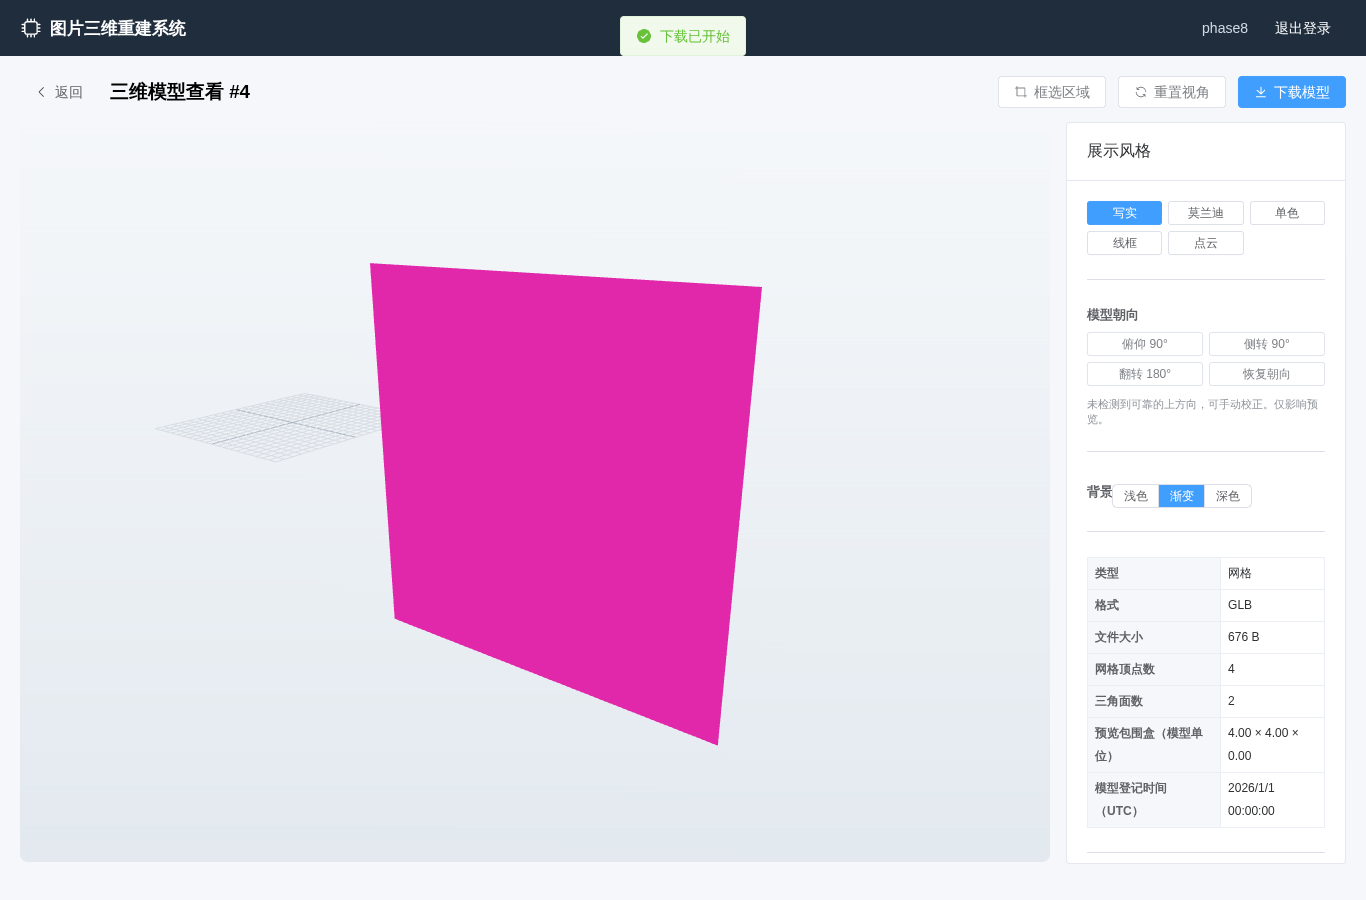 图片三维重建系统
下载已开始
phase8
退出登录
返回
三维模型查看 #4
框选区域
重置视角
下载模型
展示风格
写实
莫兰迪
单色
线框
点云
模型朝向
俯仰 90°
侧转 90°
翻转 180°
恢复朝向
未检测到可靠的上方向，可手动校正。仅影响预
览。
背景
浅色
渐变
深色
类型
网格
格式
GLB
文件大小
676 B
网格顶点数
4
三角面数
2
预览包围盒（模型单
位）
4.00 × 4.00 ×
0.00
模型登记时间
（UTC）
2026/1/1
00:00:00